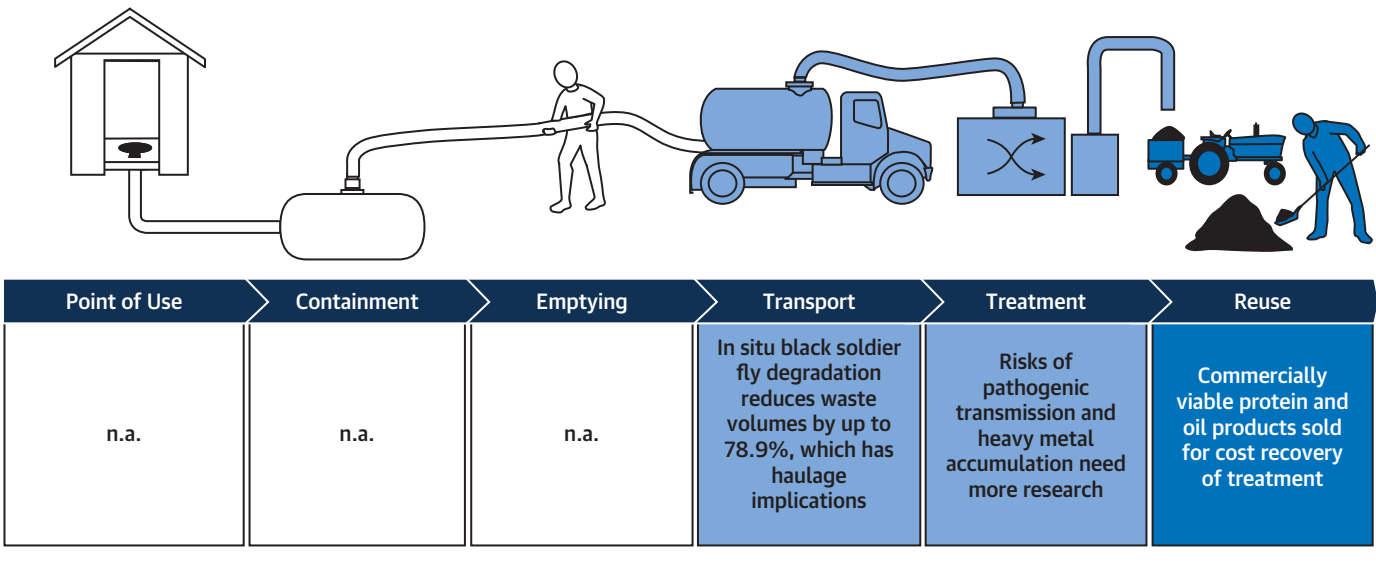 Point of Use
Containment
Emptying
Transport
Treatment
Reuse
n.a.
n.a.
n.a.
In situ black soldier
fly degradation
reduces waste
volumes by up to
78.9%, which has
haulage
implications
Risks of
pathogenic
transmission and
heavy metal
accumulation need
more research
Commercially
viable protein and
oil products sold
for cost recovery
of treatment